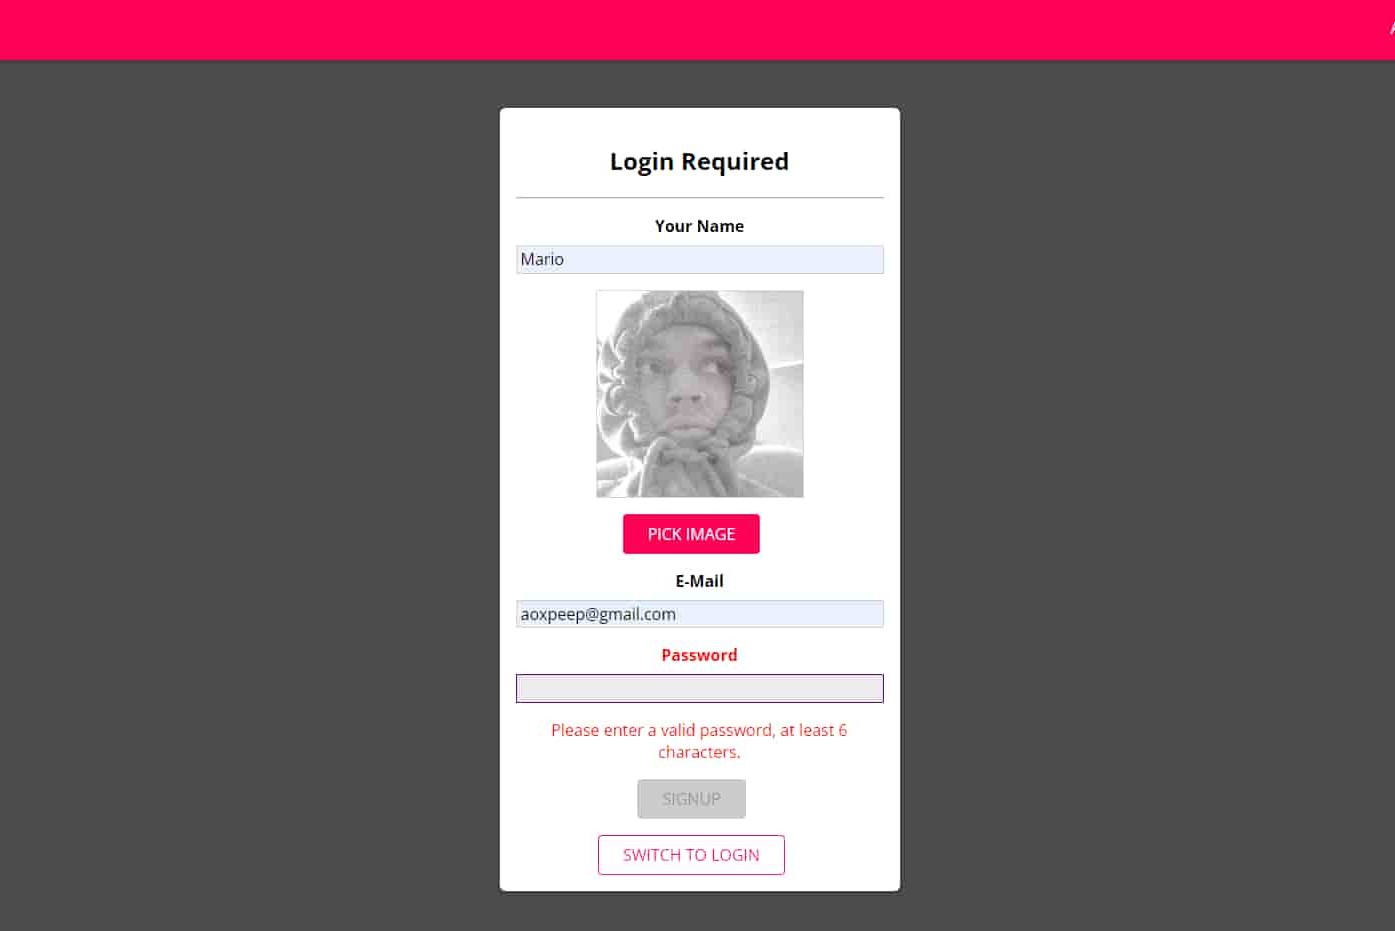 Login Required
Your Name
Mario
PICK IMAGE
E-Mail
aoxpeep@gmail.com
Password
Please enter a valid password, at least 6
characters.
SIGNUP
SWITCH TO LOGIN